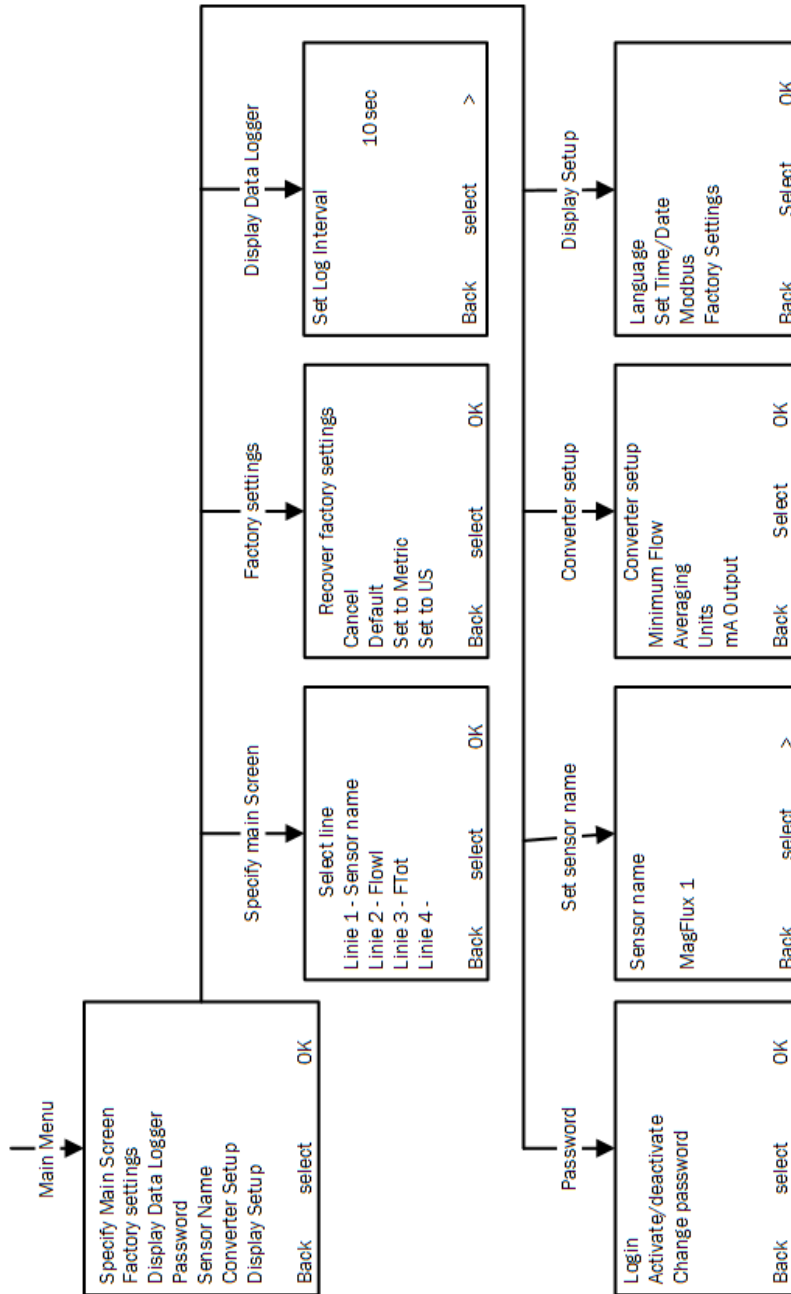 Main Menu
Specify Main Screen
Factory settings
Display Data Logger
Password
Sensor Name
Converter Setup
Display Setup
Back select OK
Specify main Screen
Select line
Linie 1 - Sensor name
Linie 2 - Flowl
Linie 3 - FTot
Linie 4 -
Back select OK
Factory settings
Recover factory settings
Cancel
Default
Set to Metric
Set to US
Back select OK
Display Data Logger
Set Log Interval
10 sec
Back select >
Password
Login
Activate/deactivate
Change password
Back select OK
Set sensor name
Sensor name
MagFlux 1
Back select >
Converter setup
Converter setup
Minimum Flow
Averaging
Units
mA Output
Back Select OK
Display Setup
Language
Set Time/Date
Modbus
Factory Settings
Back Select OK